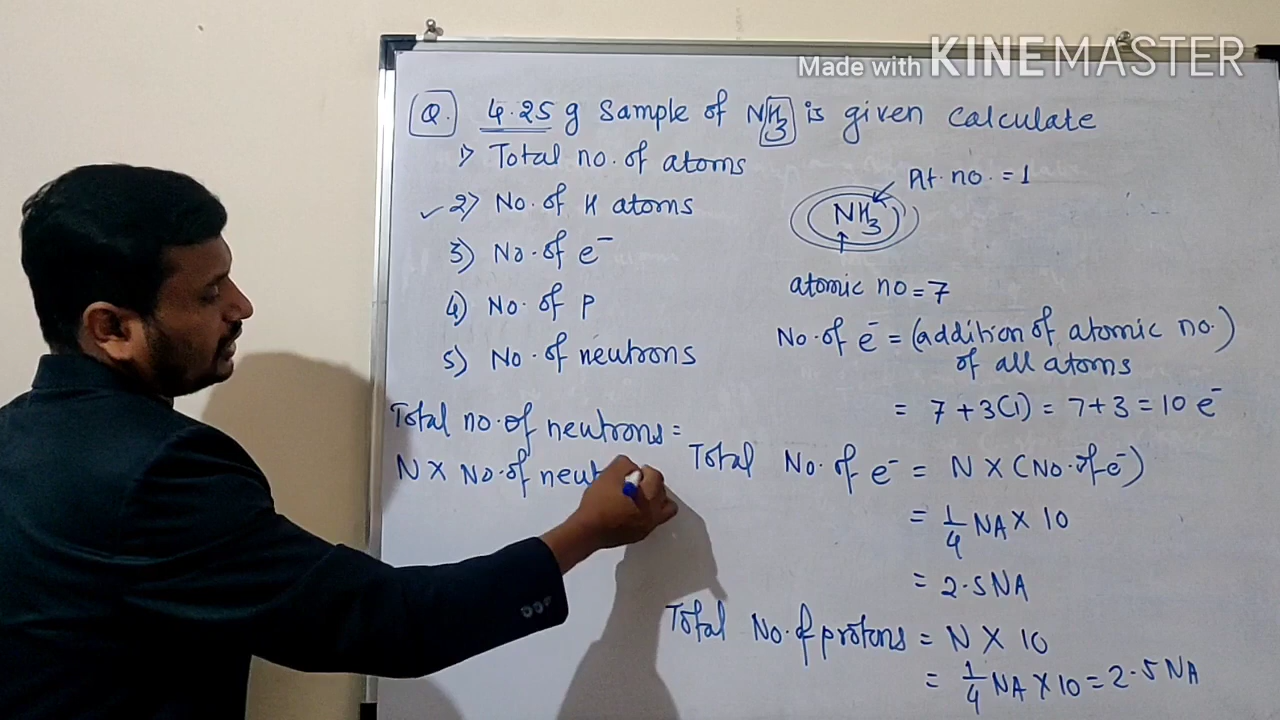 Made with KINEMASTER
Q. 4.25 g Sample of NH3 is given calculate
1) Total no. of atoms
2) No. of H atoms
3) No. of e⁻
4) No. of P
5) No. of neutrons
Total no. of neutrons =
N X No. of neut
At. no. = 1
NH3
atomic no = 7
No. of e⁻ = (addition of atomic no.)
of all atoms
= 7 + 3(1) = 7 + 3 = 10 e⁻
Total No. of e⁻ = N X (No. of e⁻)
= 1/4 NA X 10
= 2.5 NA
Total No. of protons = N X 10
= 1/4 NA X 10 = 2.5 NA